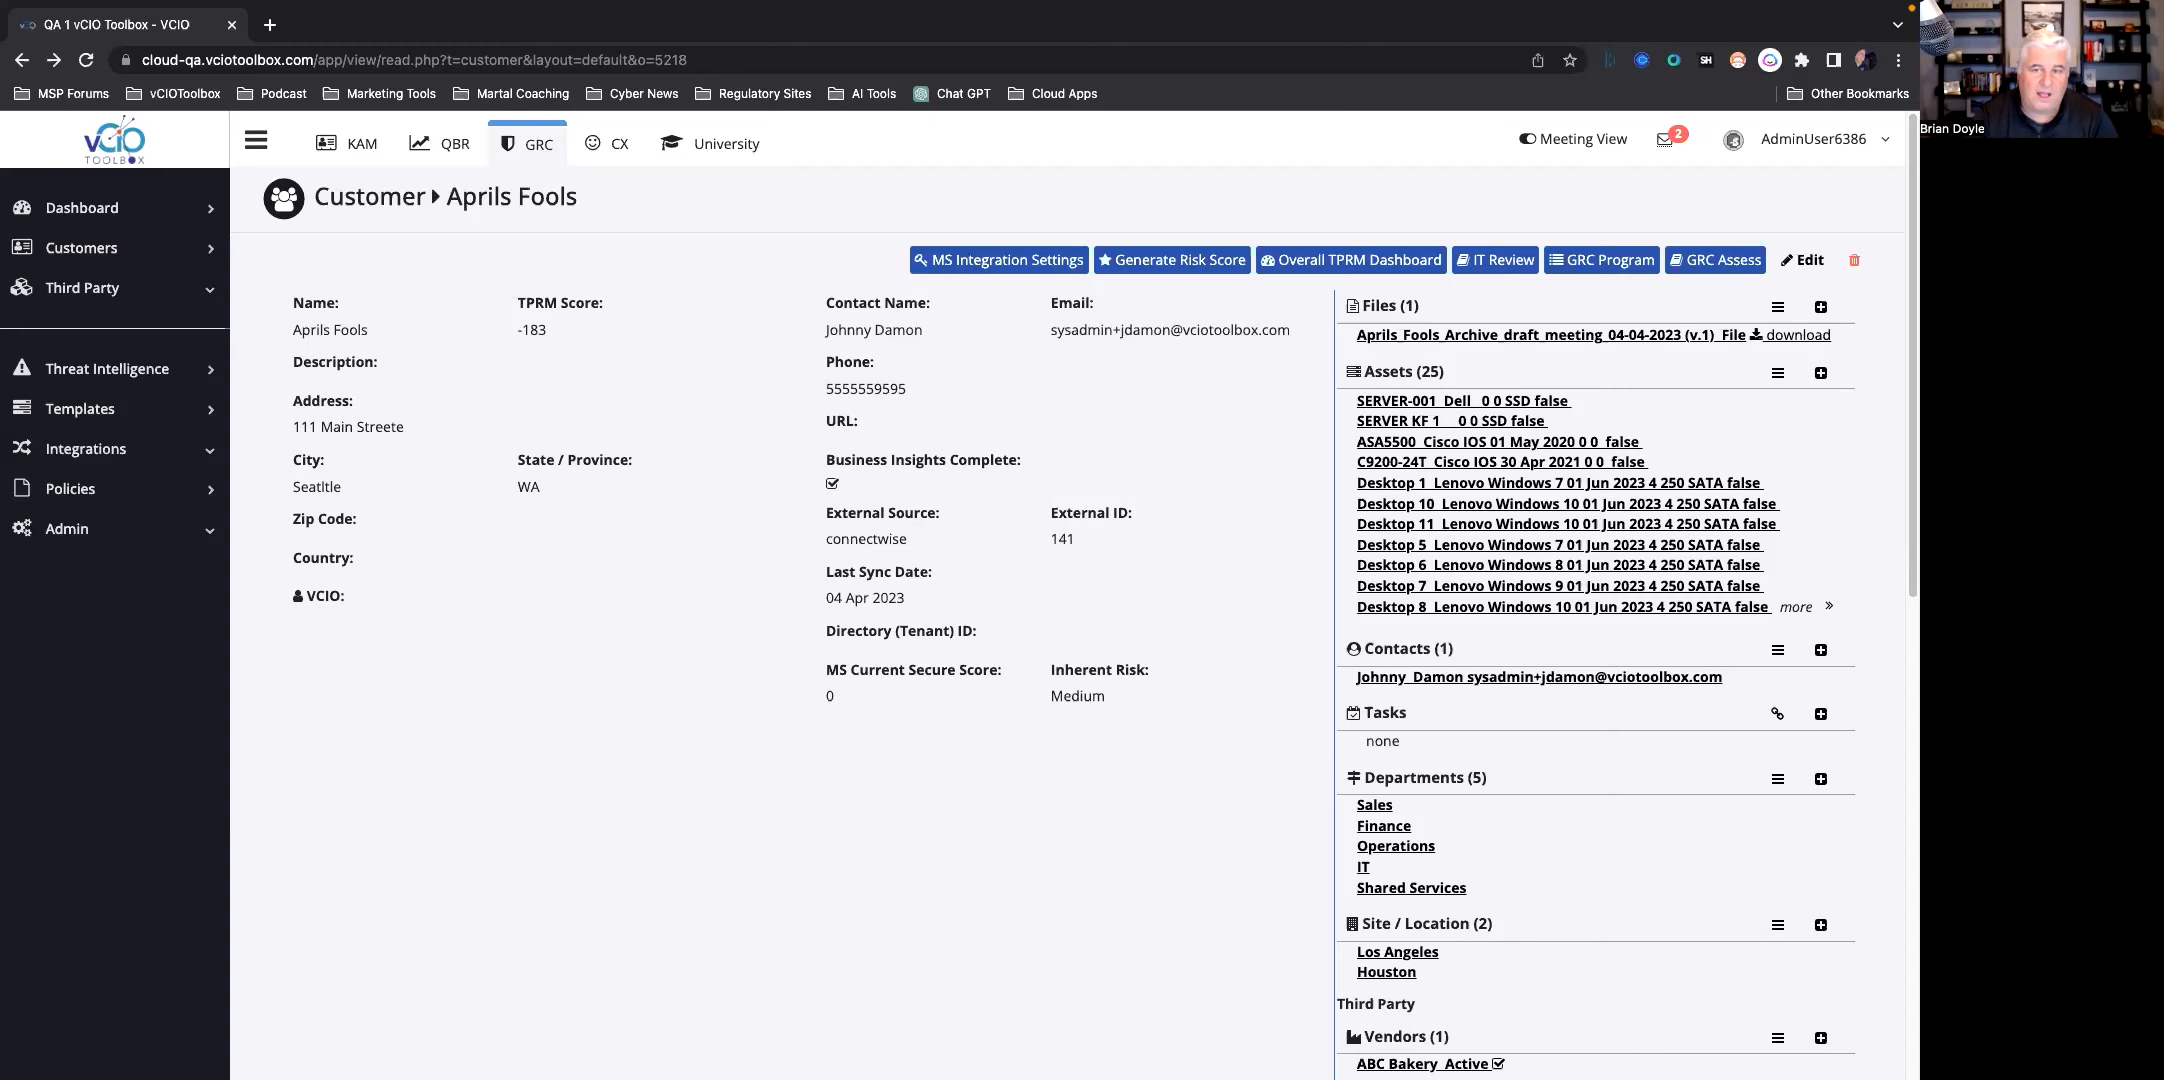 QA 1 vCIO Toolbox - VCIO
cloud-qa.vciotoolbox.com/app/view/read.php?t=customer&layout=default&o=5218
MSP Forums vCIOToolbox Podcast Marketing Tools Martal Coaching Cyber News Regulatory Sites AI Tools Chat GPT Cloud Apps Other Bookmarks
Brian Doyle
vCIO
TOOLBOX
KAM QBR GRC CX University
Meeting View 2 AdminUser6386
Customer Aprils Fools
Dashboard
Customers
Third Party
Threat Intelligence
Templates
Integrations
Policies
Admin
MS Integration Settings Generate Risk Score Overall TPRM Dashboard IT Review GRC Program GRC Assess Edit
Name: TPRM Score:
Aprils Fools -183
Description:
Address:
111 Main Streete
City: State / Province:
Seatltle WA
Zip Code:
Country:
VCIO:
Contact Name: Email:
Johnny Damon sysadmin+jdamon@vciotoolbox.com
Phone:
5555559595
URL:
Business Insights Complete:
External Source: External ID:
connectwise 141
Last Sync Date:
04 Apr 2023
Directory (Tenant) ID:
MS Current Secure Score: Inherent Risk:
0 Medium
Files (1)
Aprils Fools Archive draft meeting 04-04-2023 (v.1) File download
Assets (25)
SERVER-001 Dell 0 0 SSD false
SERVER KF 1 0 0 SSD false
ASA5500 Cisco IOS 01 May 2020 0 0 false
C9200-24T Cisco IOS 30 Apr 2021 0 0 false
Desktop 1 Lenovo Windows 7 01 Jun 2023 4 250 SATA false
Desktop 10 Lenovo Windows 10 01 Jun 2023 4 250 SATA false
Desktop 11 Lenovo Windows 10 01 Jun 2023 4 250 SATA false
Desktop 5 Lenovo Windows 7 01 Jun 2023 4 250 SATA false
Desktop 6 Lenovo Windows 8 01 Jun 2023 4 250 SATA false
Desktop 7 Lenovo Windows 9 01 Jun 2023 4 250 SATA false
Desktop 8 Lenovo Windows 10 01 Jun 2023 4 250 SATA false more »
Contacts (1)
Johnny Damon sysadmin+jdamon@vciotoolbox.com
Tasks
none
Departments (5)
Sales
Finance
Operations
IT
Shared Services
Site / Location (2)
Los Angeles
Houston
Third Party
Vendors (1)
ABC Bakery Active